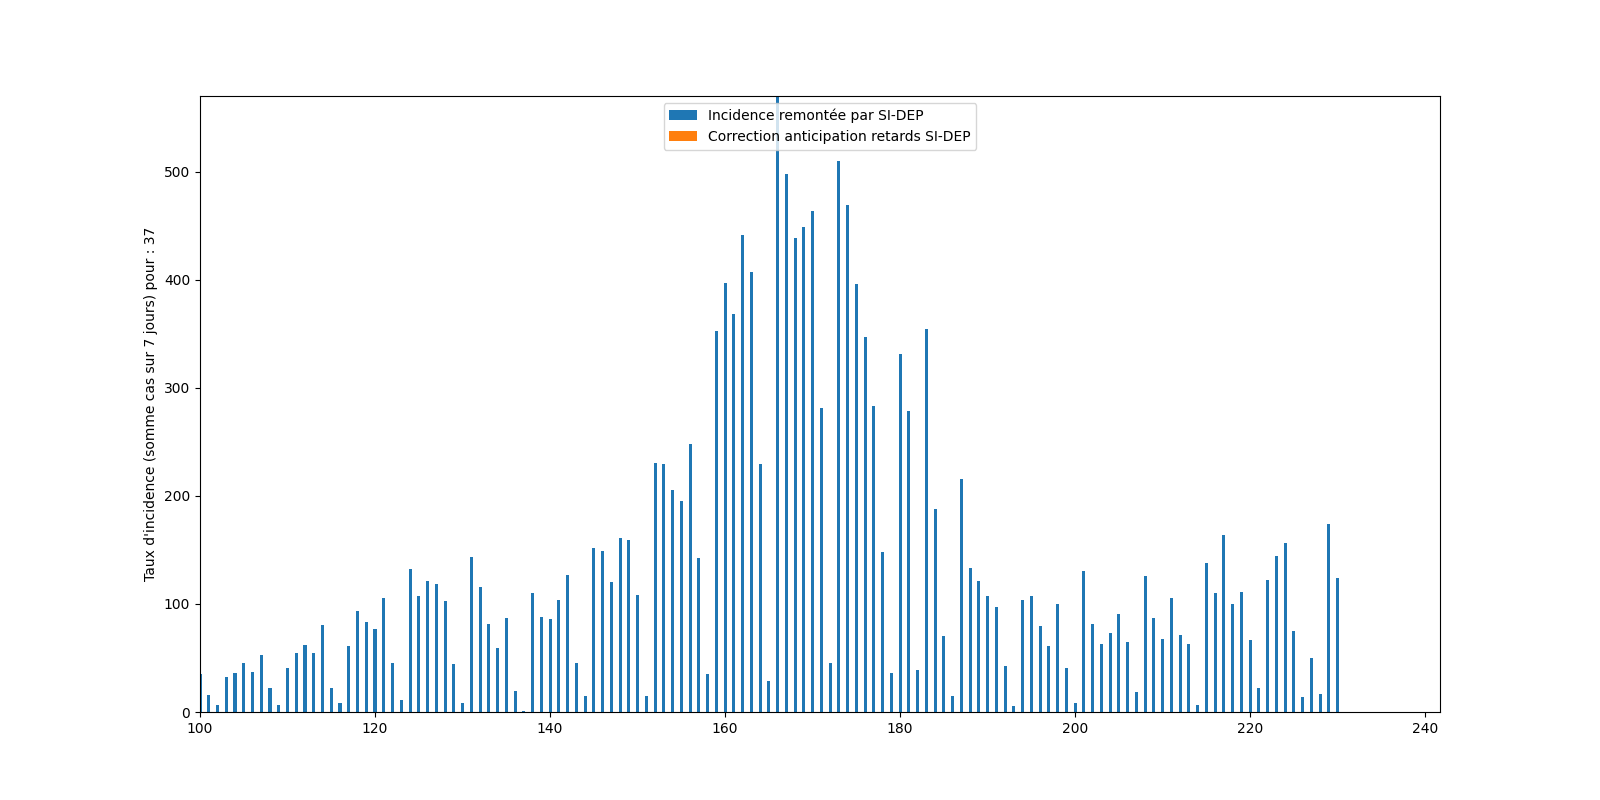 Incidence remontée par SI-DEP
Correction anticipation retards SI-DEP
Taux d'incidence (somme cas sur 7 jours) pour : 37
500
400
300
200
100
0
100 120 140 160 180 200 220 240